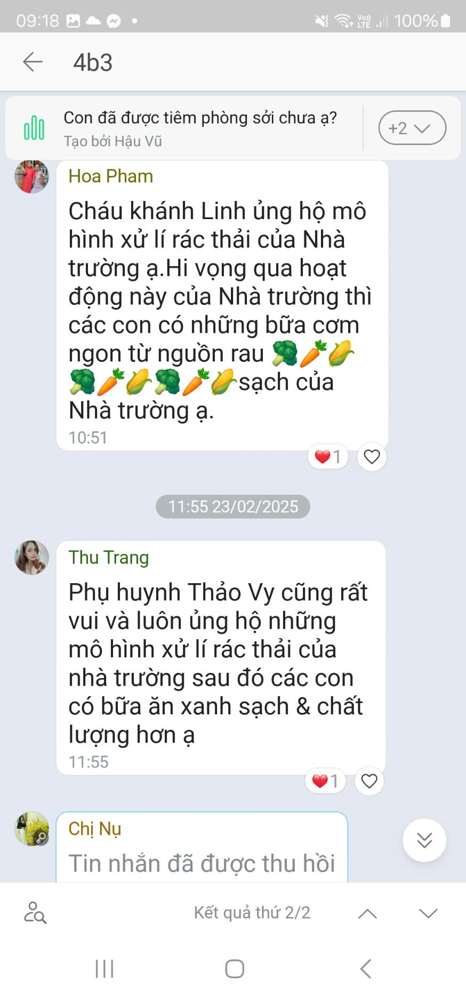 09:18
Vo)) LTE 100%
4b3
Con đã được tiêm phòng sởi chưa ạ?
Tạo bởi Hậu Vũ
+2
Hoa Pham
Cháu khánh Linh ủng hộ mô
hình xử lí rác thải của Nhà
trường ạ.Hi vọng qua hoạt
động này của Nhà trường thì
các con có những bữa cơm
ngon từ nguồn rau 🥦🥕🌽
🥦🥕🌽🥦🥕🌽sạch của
Nhà trường ạ.
10:51
❤️1
11:55 23/02/2025
Thu Trang
Phụ huynh Thảo Vy cũng rất
vui và luôn ủng hộ những
mô hình xử lí rác thải của
nhà trường sau đó các con
có bữa ăn xanh sạch & chất
lượng hơn ạ
11:55
❤️1
Chị Nụ
Tin nhắn đã được thu hồi
Kết quả thứ 2/2